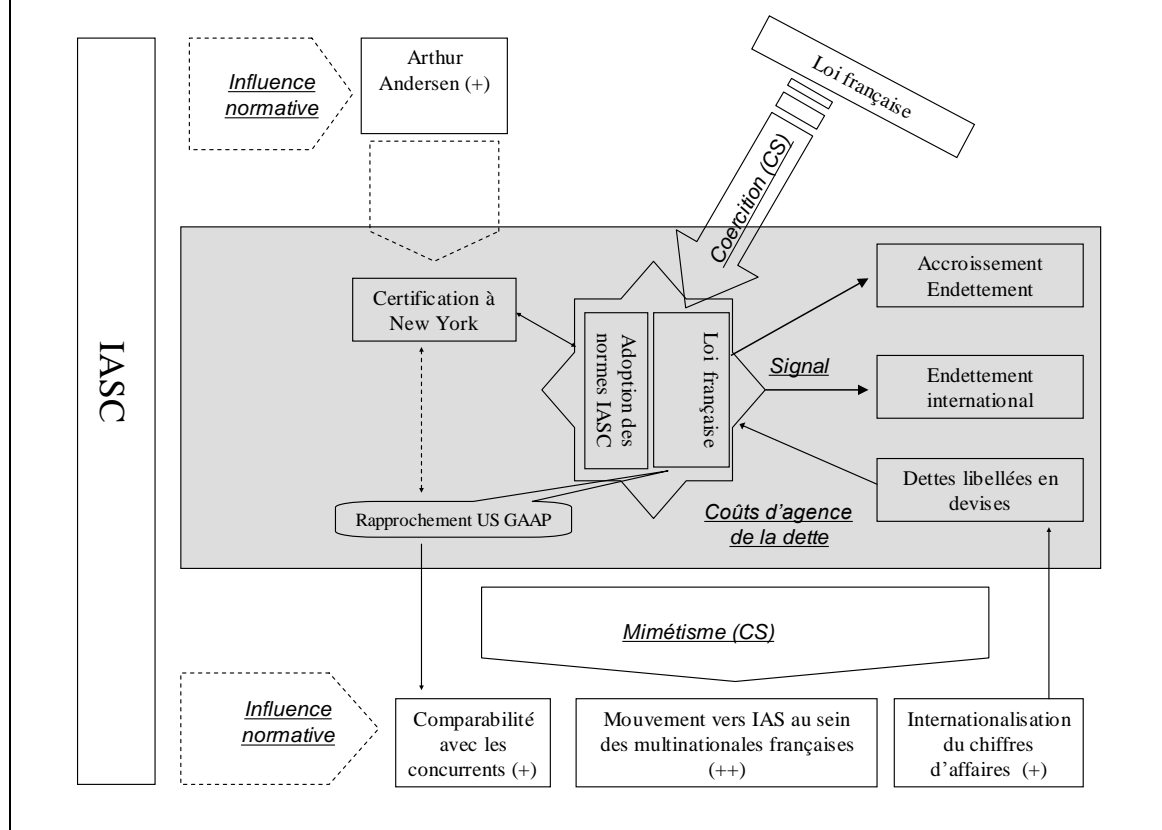 IASC
Influence
normative
Arthur
Andersen (+)
Loi française
Coercition (CS)
Certification à
New York
Adoption des
normes IASC
Loi française
Accroissement
Endettement
Signal
Endettement
international
Dettes libellées en
devises
Rapprochement US GAAP
Coûts d’agence
de la dette
Mimétisme (CS)
Influence
normative
Comparabilité
avec les
concurrents (+)
Mouvement vers IAS au sein
des multinationales françaises
(++)
Internationalisation
du chiffres
d’affaires (+)